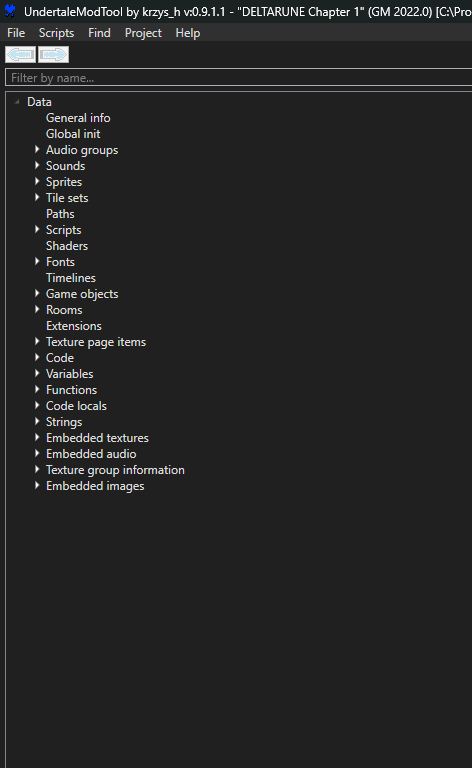 UndertaleModTool by krzys_h v:0.9.1.1 - "DELTARUNE Chapter 1" (GM 2022.0) [C:\Pro
File Scripts Find Project Help
Filter by name...
Data
General info
Global init
Audio groups
Sounds
Sprites
Tile sets
Paths
Scripts
Shaders
Fonts
Timelines
Game objects
Rooms
Extensions
Texture page items
Code
Variables
Functions
Code locals
Strings
Embedded textures
Embedded audio
Texture group information
Embedded images